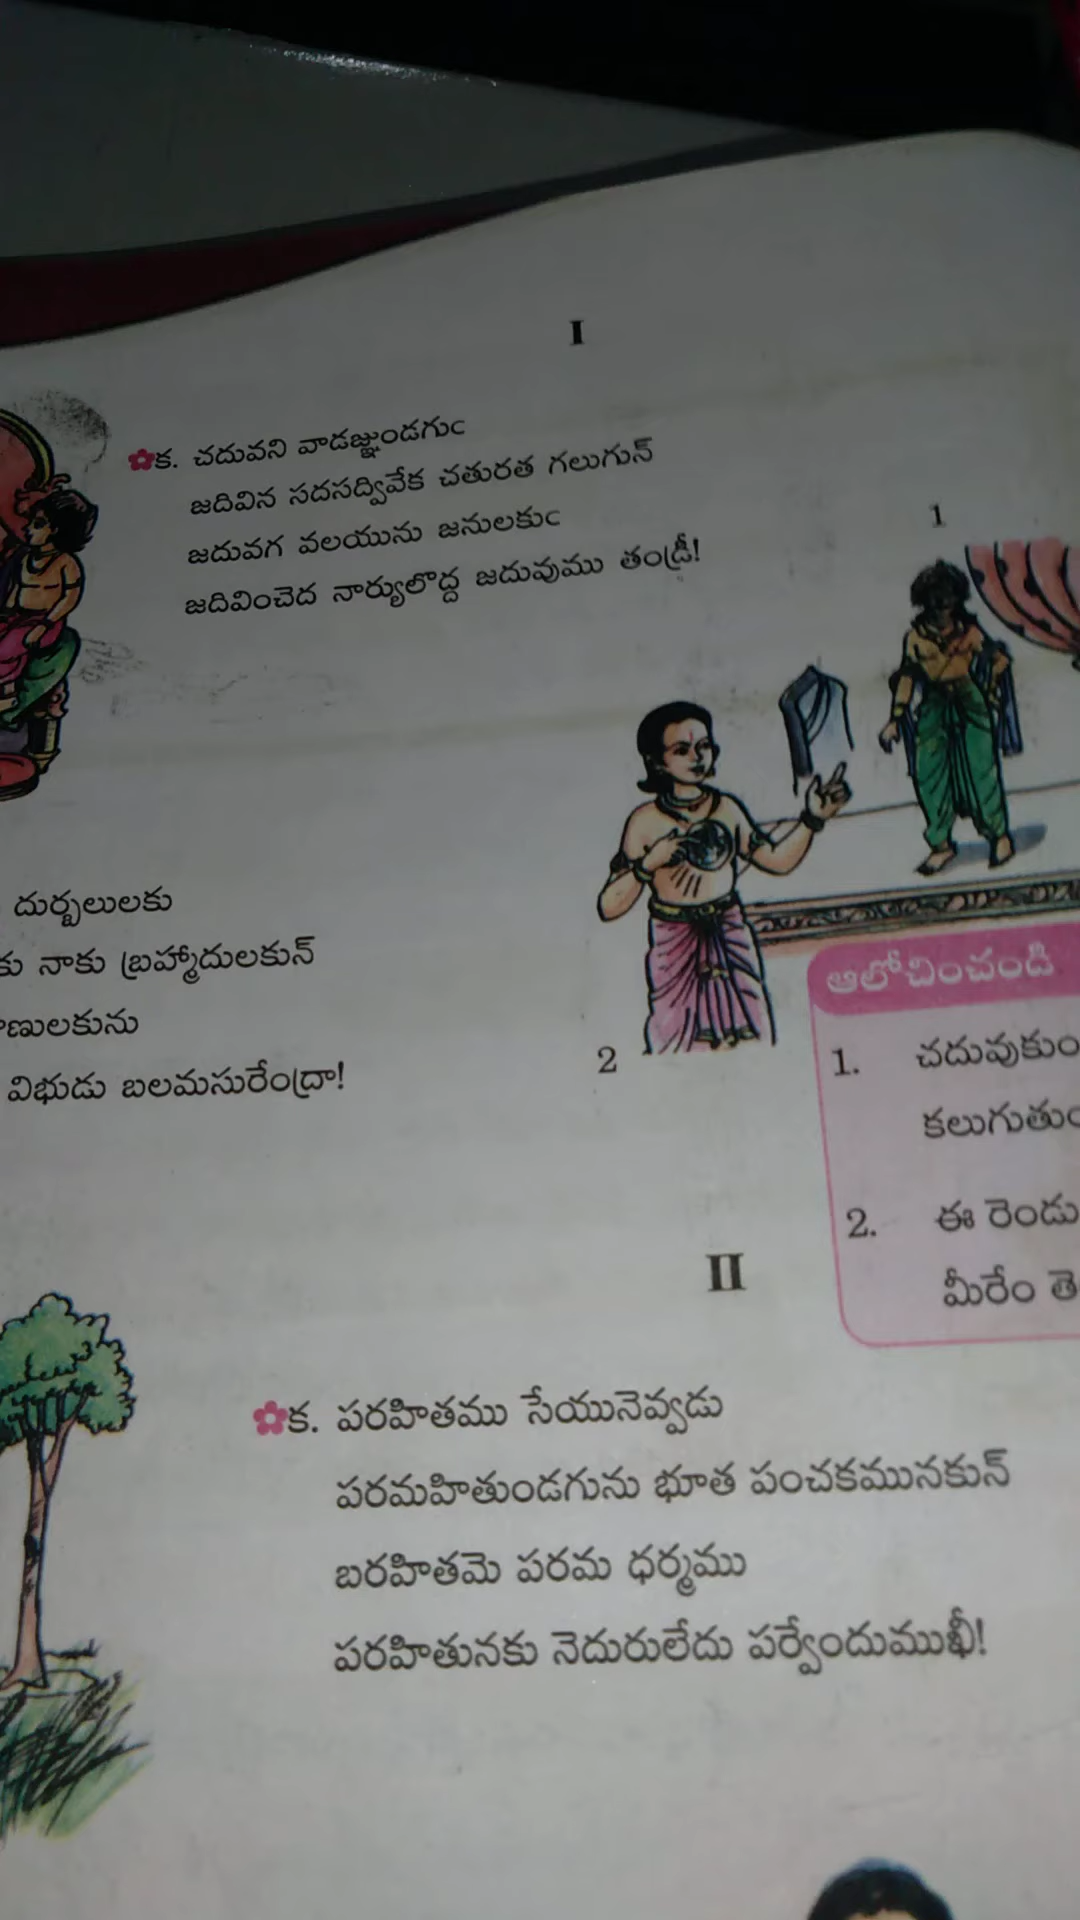 I
క. చదువని వాడజ్ఞుండగుఁ
జదివిన సదసద్వివేక చతురత గలుగున్
జదువగ వలయును జనులకుఁ
జదివించెద నార్యులొద్ద జదువుము తండ్రీ!
1
దుర్బలులకు
కు నాకు బ్రహ్మాదులకున్
ణులకును
విభుడు బలమసురేంద్రా!
2
ఆలోచించండి
1. చదువుకుం
కలుగుతుం
2. ఈ రెండు
మీరేం తె
II
క. పరహితము సేయునెవ్వడు
పరమహితుండగును భూత పంచకమునకున్
బరహితమె పరమ ధర్మము
పరహితునకు నెదురులేదు పర్వేందుముఖీ!